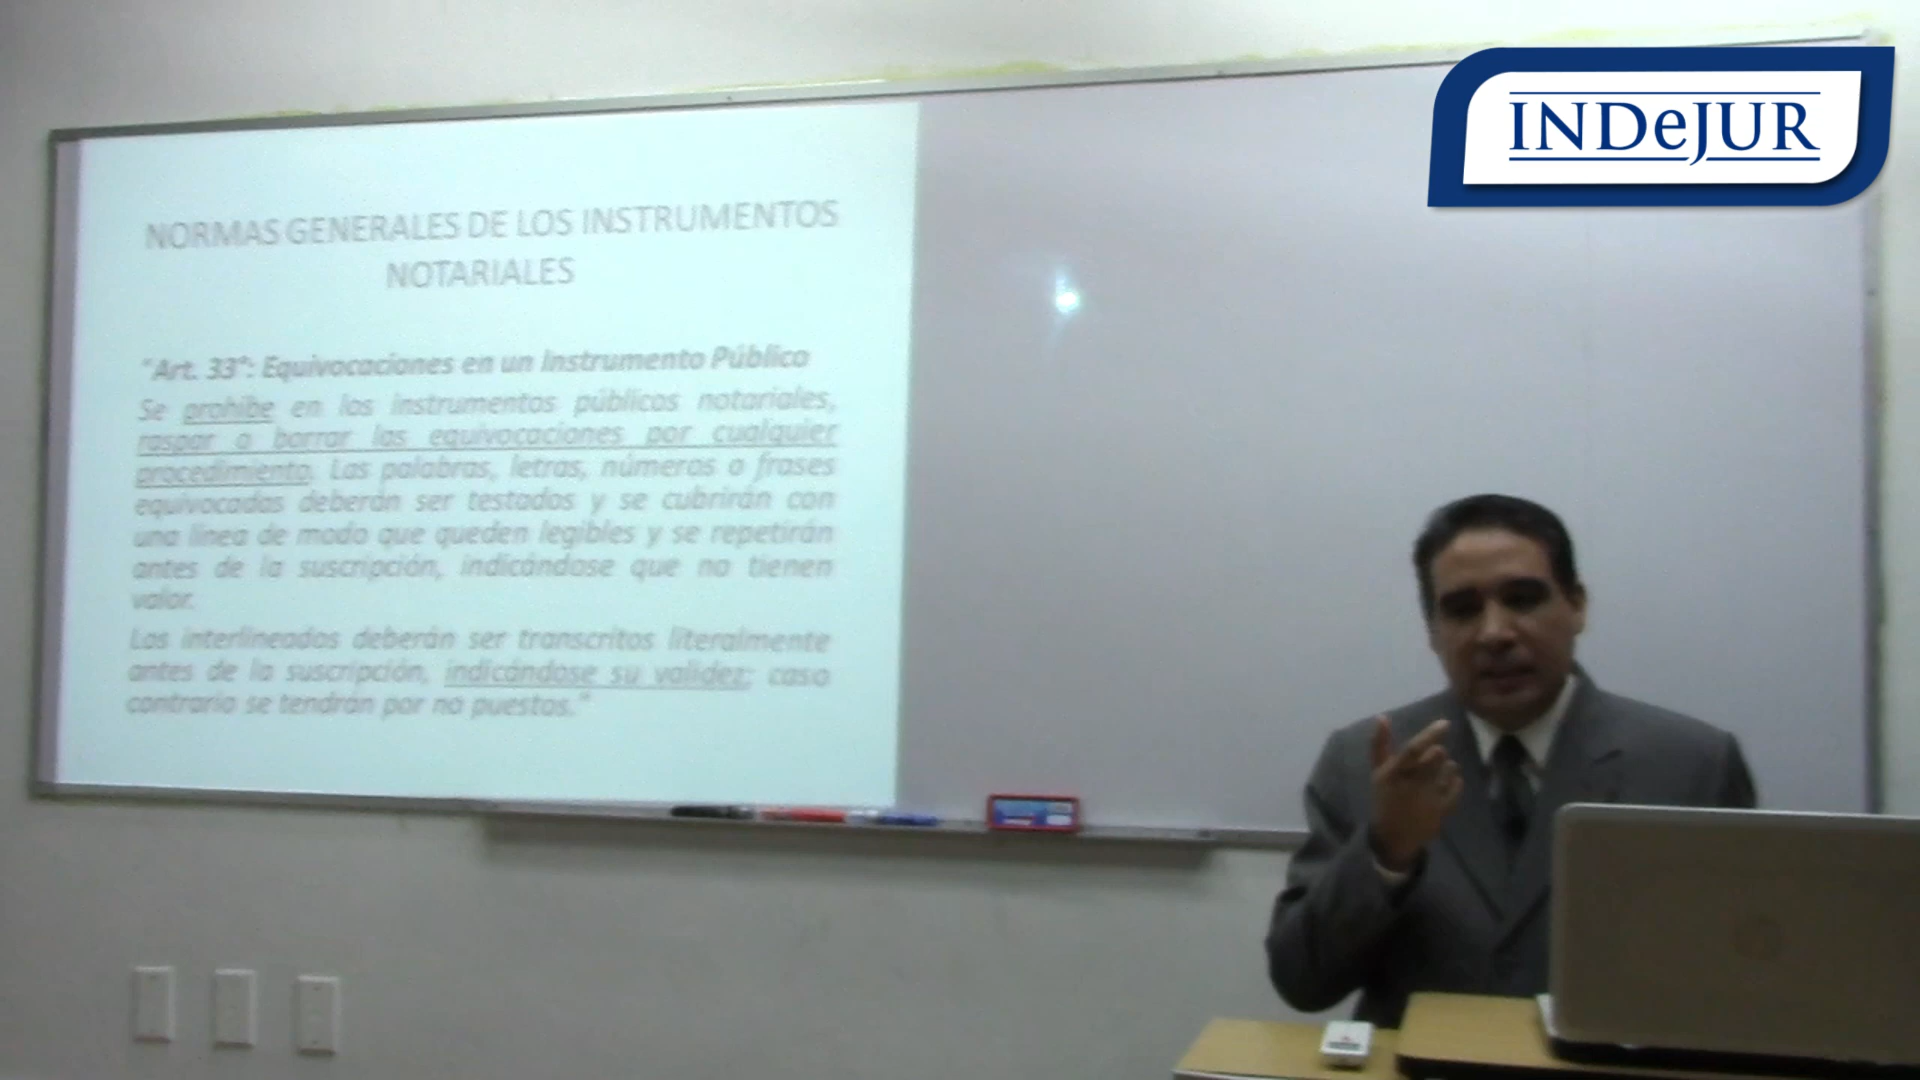 INDeJUR
NORMAS GENERALES DE LOS INSTRUMENTOS
NOTARIALES
"Art. 33°: Equivocaciones en un Instrumento Público
Se prohíbe en los instrumentos públicos notariales,
raspar o borrar las equivocaciones por cualquier
procedimiento. Las palabras, letras, números o frases
equivocadas deberán ser testados y se cubrirán con
una línea de modo que queden legibles y se repetirán
antes de la suscripción, indicándose que no tienen
valor.
Los interlineados deberán ser transcritos literalmente
antes de la suscripción, indicándose su validez; caso
contrario se tendrán por no puestos."